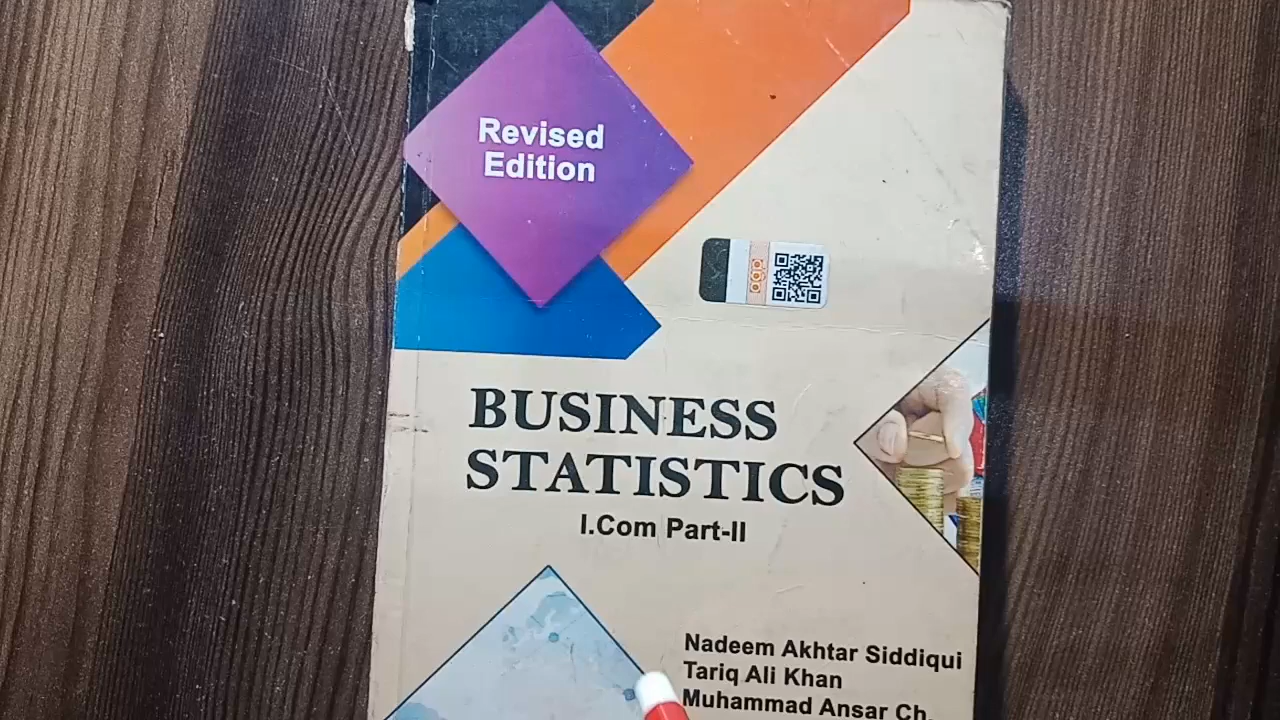 Revised
Edition
BUSINESS
STATISTICS
I.Com Part-II
Nadeem Akhtar Siddiqui
Tariq Ali Khan
Muhammad Ansar Ch.